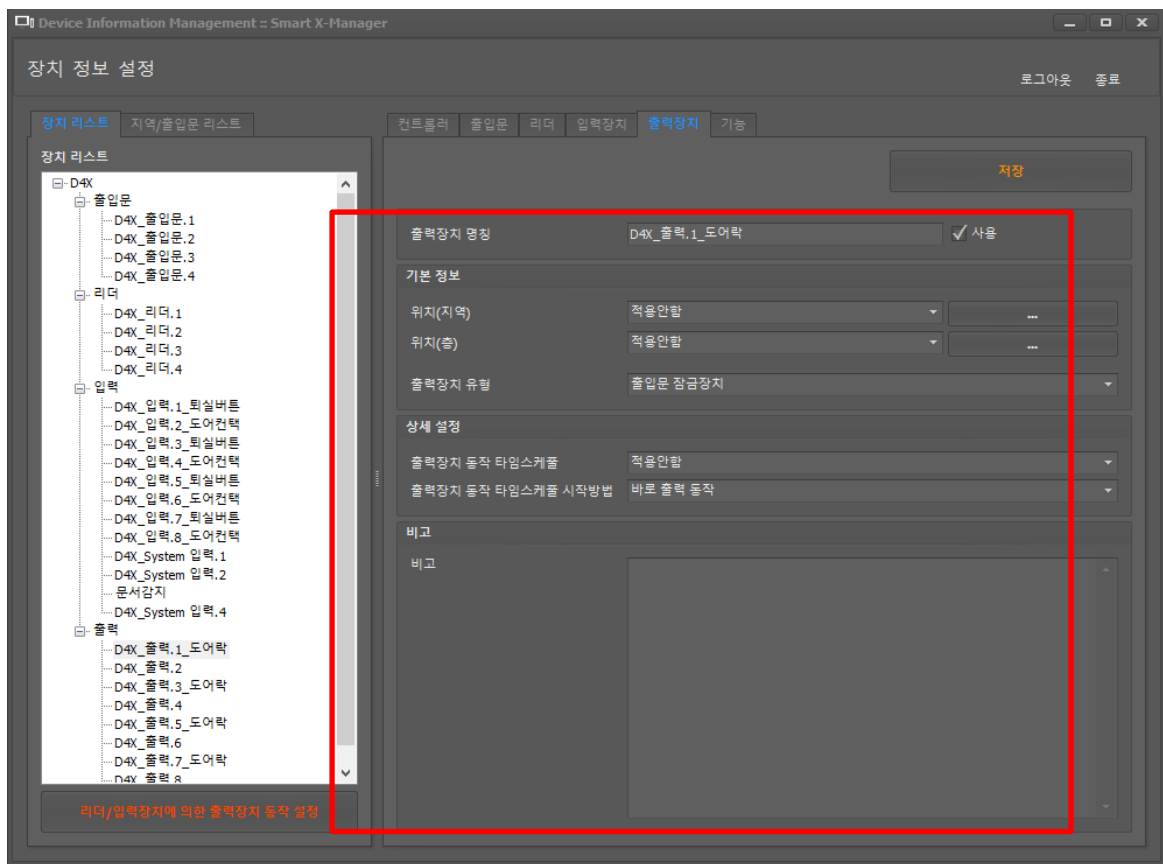 Device Information Management :: Smart X-Manager
장치 정보 설정
로그아웃 종료
장치 리스트 지역/출입문 리스트
장치 리스트
D4X
출입문
D4X_출입문.1
D4X_출입문.2
D4X_출입문.3
D4X_출입문.4
리더
D4X_리더.1
D4X_리더.2
D4X_리더.3
D4X_리더.4
입력
D4X_입력.1_퇴실버튼
D4X_입력.2_도어컨택
D4X_입력.3_퇴실버튼
D4X_입력.4_도어컨택
D4X_입력.5_퇴실버튼
D4X_입력.6_도어컨택
D4X_입력.7_퇴실버튼
D4X_입력.8_도어컨택
D4X_System 입력.1
D4X_System 입력.2
문서감지
D4X_System 입력.4
출력
D4X_출력.1_도어락
D4X_출력.2
D4X_출력.3_도어락
D4X_출력.4
D4X_출력.5_도어락
D4X_출력.6
D4X_출력.7_도어락
D4X_출력.8
리더/입력장치에 의한 출력장치 동작 설정
컨트롤러 출입문 리더 입력장치 출력장치 기능
저장
출력장치 명칭 D4X_출력.1_도어락 사용
기본 정보
위치(지역) 적용안함 ...
위치(층) 적용안함 ...
출력장치 유형 출입문 잠금장치
상세 설정
출력장치 동작 타임스케쥴 적용안함
출력장치 동작 타임스케쥴 시작방법 바로 출력 동작
비고
비고